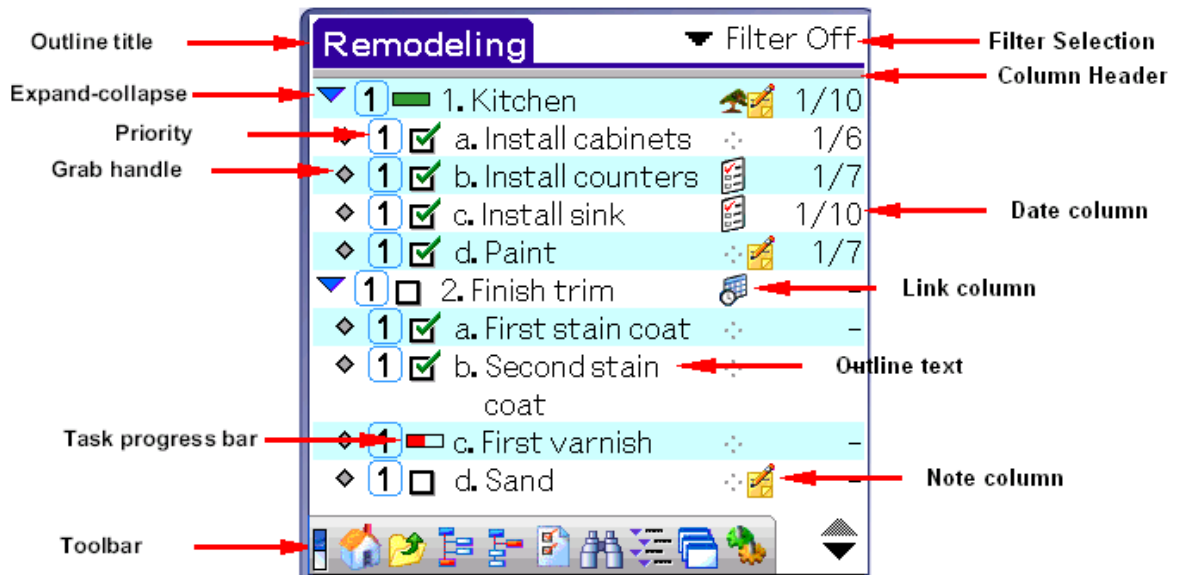 Outline title
Remodeling
Filter Off
Filter Selection
Column Header
Expand-collapse
1 1. Kitchen 1/10
Priority
1 a. Install cabinets 1/6
Grab handle
1 b. Install counters 1/7
1 c. Install sink 1/10
Date column
1 d. Paint 1/7
1 2. Finish trim -
Link column
1 a. First stain coat -
1 b. Second stain -
coat
Outline text
Task progress bar
1 c. First varnish -
1 d. Sand -
Note column
Toolbar